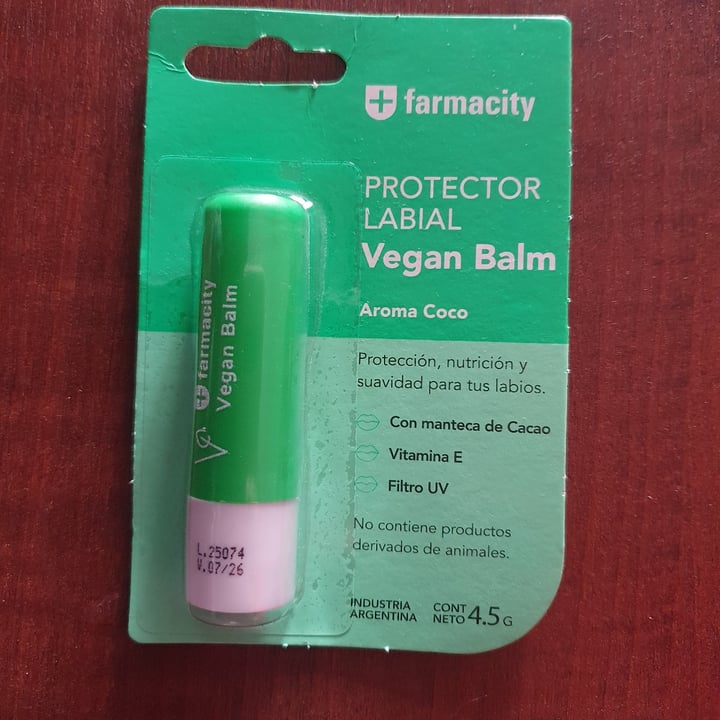 farmacity
PROTECTOR
LABIAL
Vegan Balm
Aroma Coco
Protección, nutrición y
suavidad para tus labios.
Con manteca de Cacao
Vitamina E
Filtro UV
No contiene productos
derivados de animales.
INDUSTRIA
ARGENTINA
CONT
NETO 4.5 G
farmacity
Vegan Balm
L.25074
V.07/26